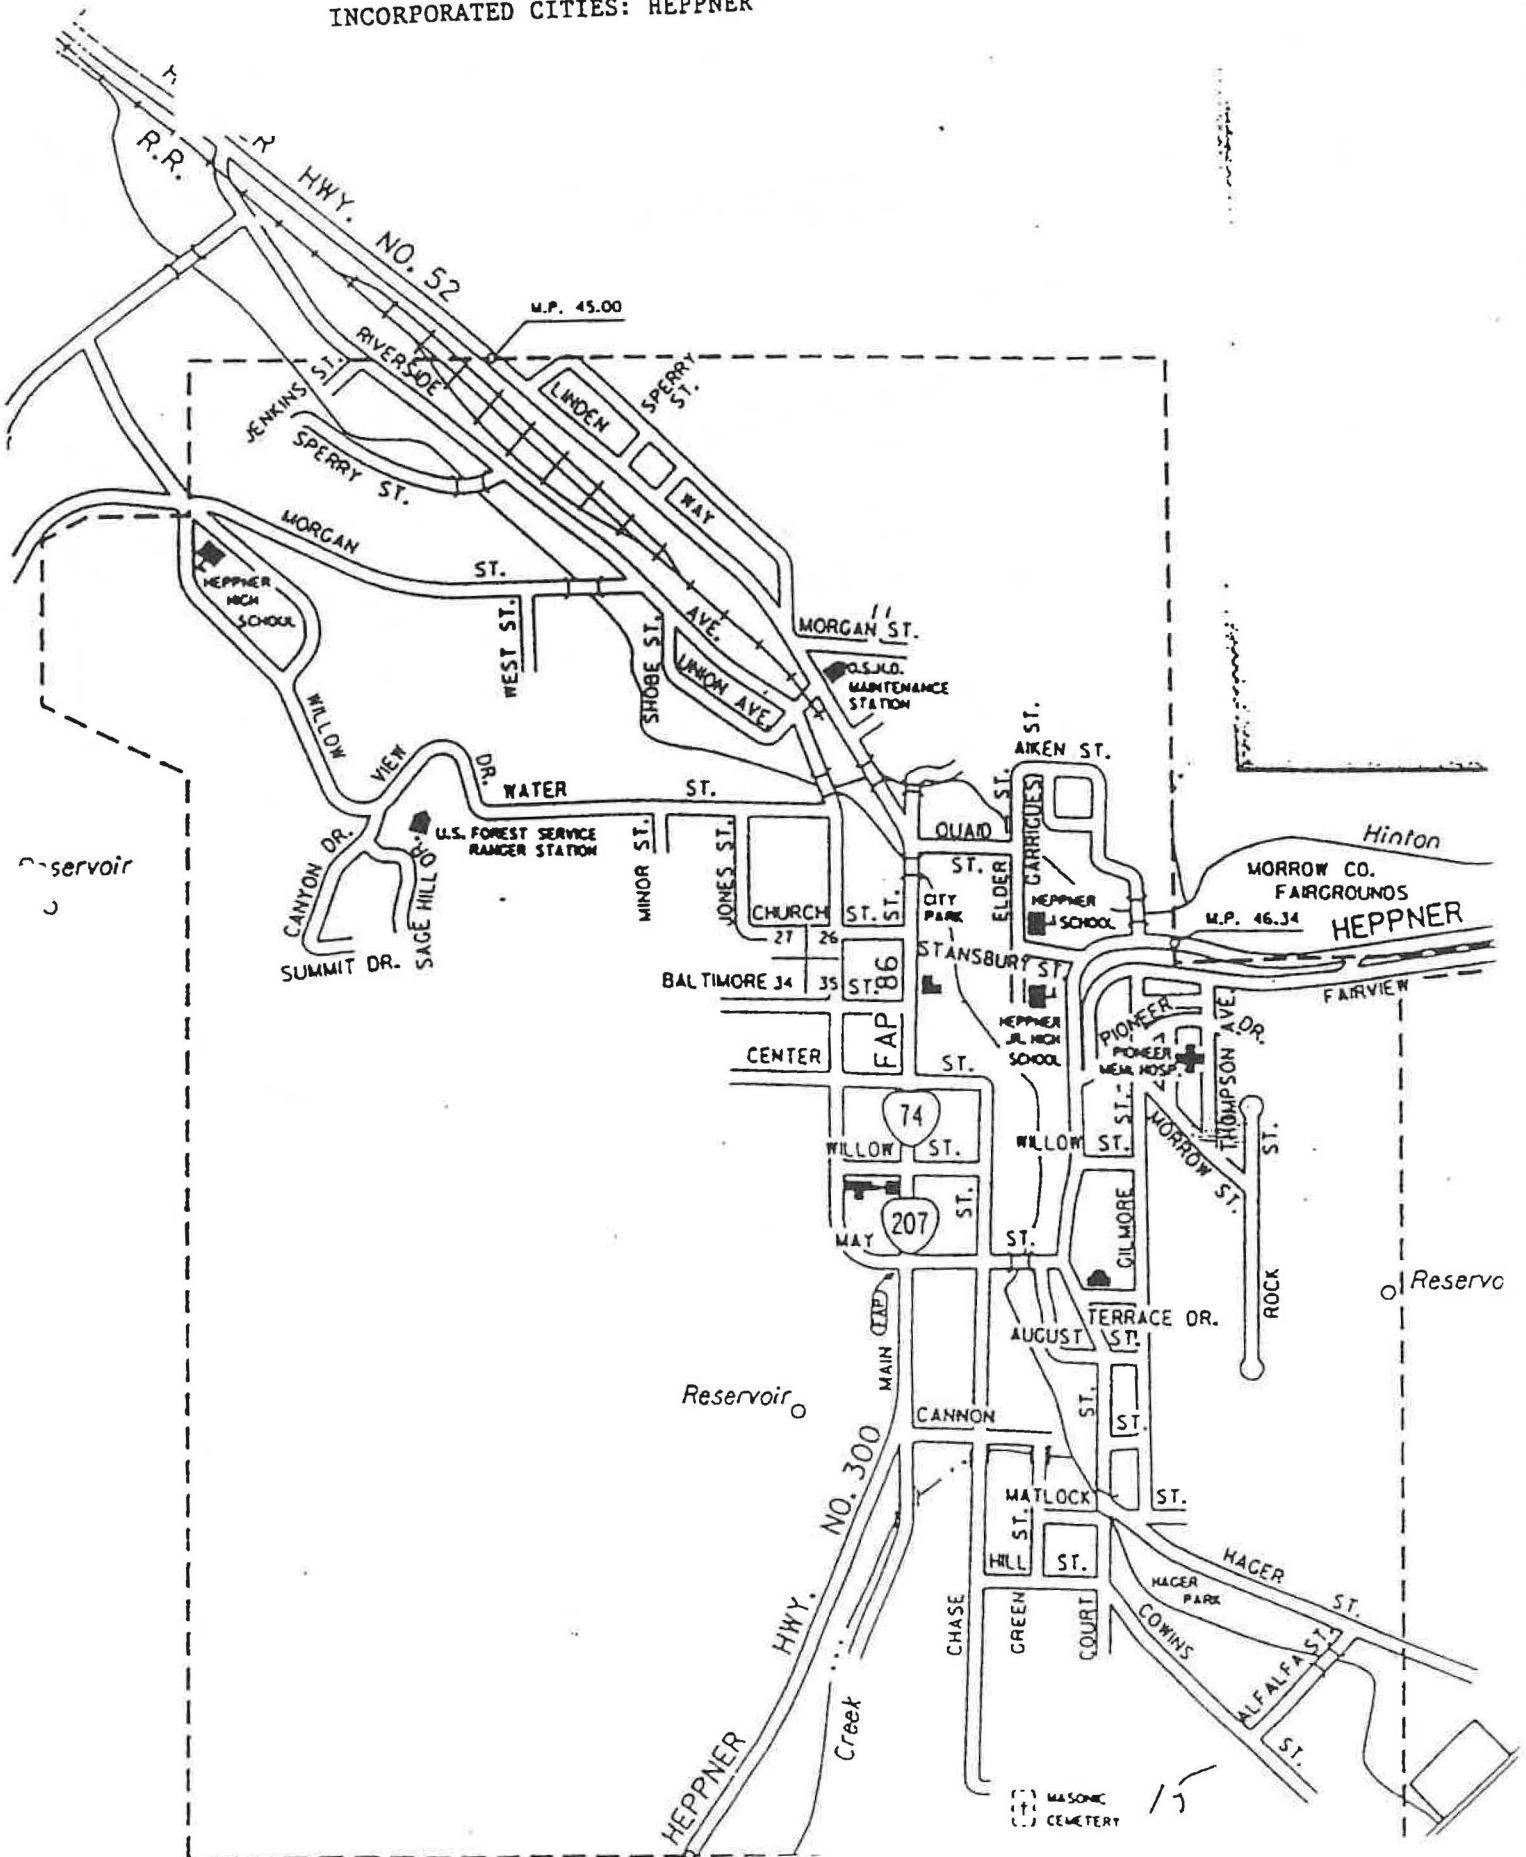 INCORPORATED CITIES: HEPPNER
R.R.
HWY. NO. 52
M.P. 45.00
RIVERSIDE
JENKINS ST.
LINDEN
SPERRY
ST.
SPERRY ST.
WAY
MORGAN
ST.
HEPPNER
HIGH
SCHOOL
WEST ST.
SHOBE ST.
AVE.
UNION AVE.
MORGAN ST.
O.S.H.D.
MAINTENANCE
STATION
WILLOW
VIEW
DR.
WATER
ST.
AIKEN ST.
ST.
ST.
GARRIGUES
QUAID
ST.
ELDER
U.S. FOREST SERVICE
RANGER STATION
CANYON DR.
SAGE HILL DR.
SUMMIT DR.
MINOR ST.
JONES ST.
CHURCH ST.
ST.
27 26
BALTIMORE 34 35 ST.
FAP 86
CITY
PARK
HEPPNER
SCHOOL
STANSBURY ST.
HEPPNER
JR. HIGH
SCHOOL
Hinton
MORROW CO.
FAIRGROUNDS
M.P. 46.34
HEPPNER
FAIRVIEW
PIONEER
DR.
PIONEER
MEM. HOSP.
THOMPSON AVE.
CENTER
ST.
74
WILLOW ST.
WILLOW ST.
ST.
MORROW ST.
ST.
ROCK
207
ST.
GILMORE
MAY
ST.
FAP
MAIN
TERRACE DR.
AUGUST ST.
Reservoir
CANNON
ST.
ST.
MATLOCK ST.
ST.
HILL ST.
CHASE
GREEN
COURT
HAGER
ST.
HAGER
PARK
COWINS
ST.
ALFALFA ST.
HEPPNER
HWY.
NO. 300
Creek
MASONIC
CEMETERY
15